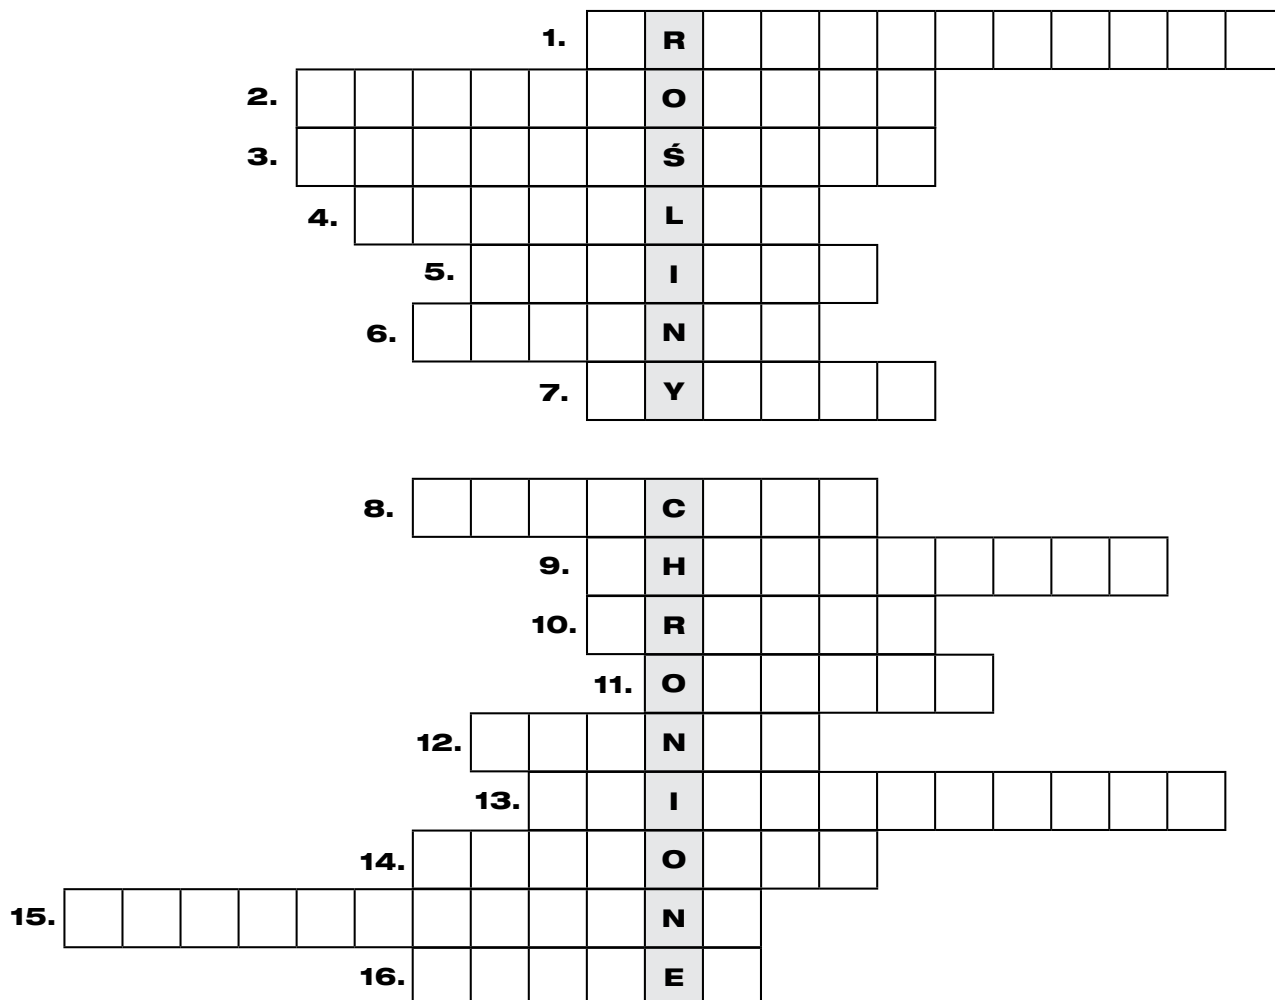 1. R
2. O
3. Ś
4. L
5. I
6. N
7. Y
8. C
9. H
10. R
11. O
12. N
13. I
14. O
15. N
16. E